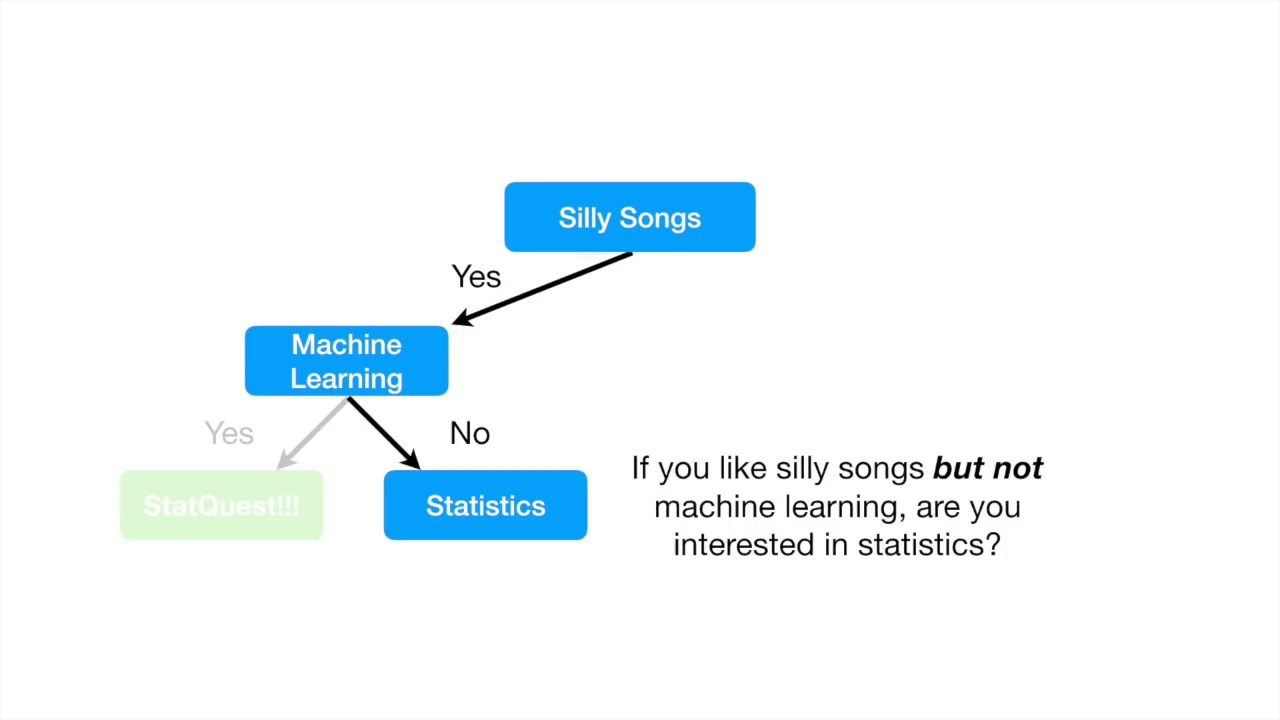 Silly Songs
Yes
Machine
Learning
Yes
No
StatQuest!!!
Statistics
If you like silly songs but not
machine learning, are you
interested in statistics?